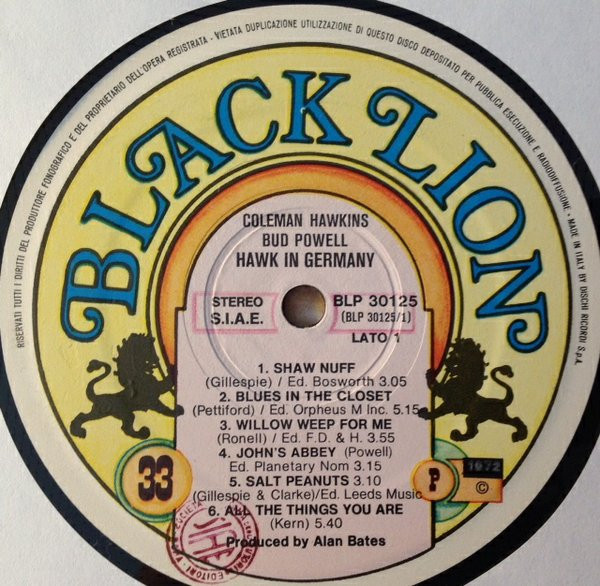 RISERVATI TUTTI I DIRITTI DEL PRODUTTORE FONOGRAFICO E DEL PROPRIETARIO DELL'OPERA REGISTRATA - VIETATA DUPLICAZIONE UTILIZZAZIONE DI QUESTO DISCO DEPOSITATO PER PUBBLICA ESECUZIONE E RADIODIFFUSIONE • MADE IN ITALY BY DISCHI RICORDI S.p.A.
BLACK LION
COLEMAN HAWKINS
BUD POWELL
HAWK IN GERMANY
STEREO BLP 30125
S.I.A.E. (BLP 30125/1)
LATO 1
1. SHAW NUFF
(Gillespie) / Ed. Bosworth 3.05
2. BLUES IN THE CLOSET
(Pettiford) / Ed. Orpheus M Inc. 5.15
3. WILLOW WEEP FOR ME
(Ronell) / Ed. F.D. & H. 3.55
4. JOHN'S ABBEY (Powell)
Ed. Planetary Nom 3.15
5. SALT PEANUTS 3.10
(Gillespie & Clarke)/Ed. Leeds Music
6. ALL THE THINGS YOU ARE
(Kern) 5.40
Produced by Alan Bates
33
P 1972
©